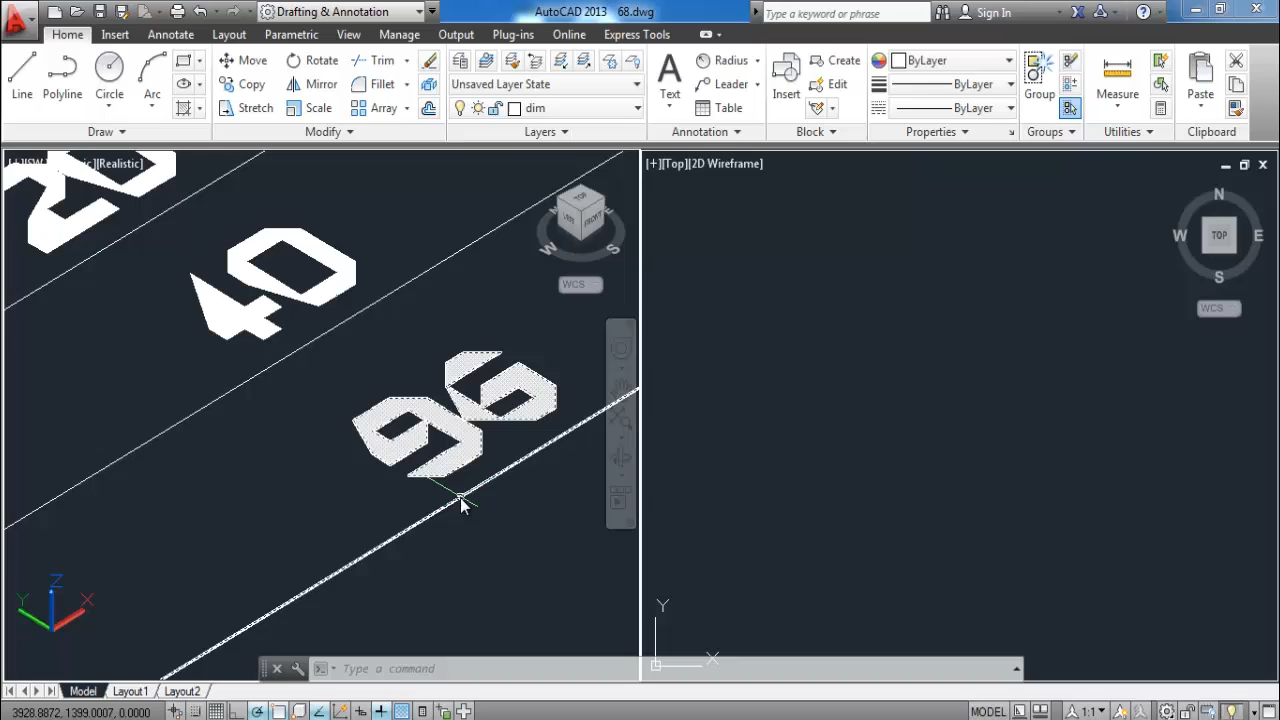 Drafting & Annotation
AutoCAD 2013 68.dwg
Type a keyword or phrase
Sign In
Home Insert Annotate Layout Parametric View Manage Output Plug-ins Online Express Tools
Line
Polyline
Circle
Arc
Draw
Move
Copy
Stretch
Rotate
Mirror
Scale
Trim
Fillet
Array
Modify
Unsaved Layer State
dim
Layers
A
Text
Radius
Leader
Table
Annotation
Insert
Create
Edit
Block
ByLayer
ByLayer
ByLayer
Properties
Group
Groups
Measure
Utilities
Paste
Clipboard
[Realistic]
40
96
TOP
FRONT
W
S
WCS
Z
Y
X
[+][Top][2D Wireframe]
N
W TOP E
S
WCS
Y
X
Type a command
Model Layout1 Layout2
3928.8872, 1399.0007, 0.0000
MODEL
1:1